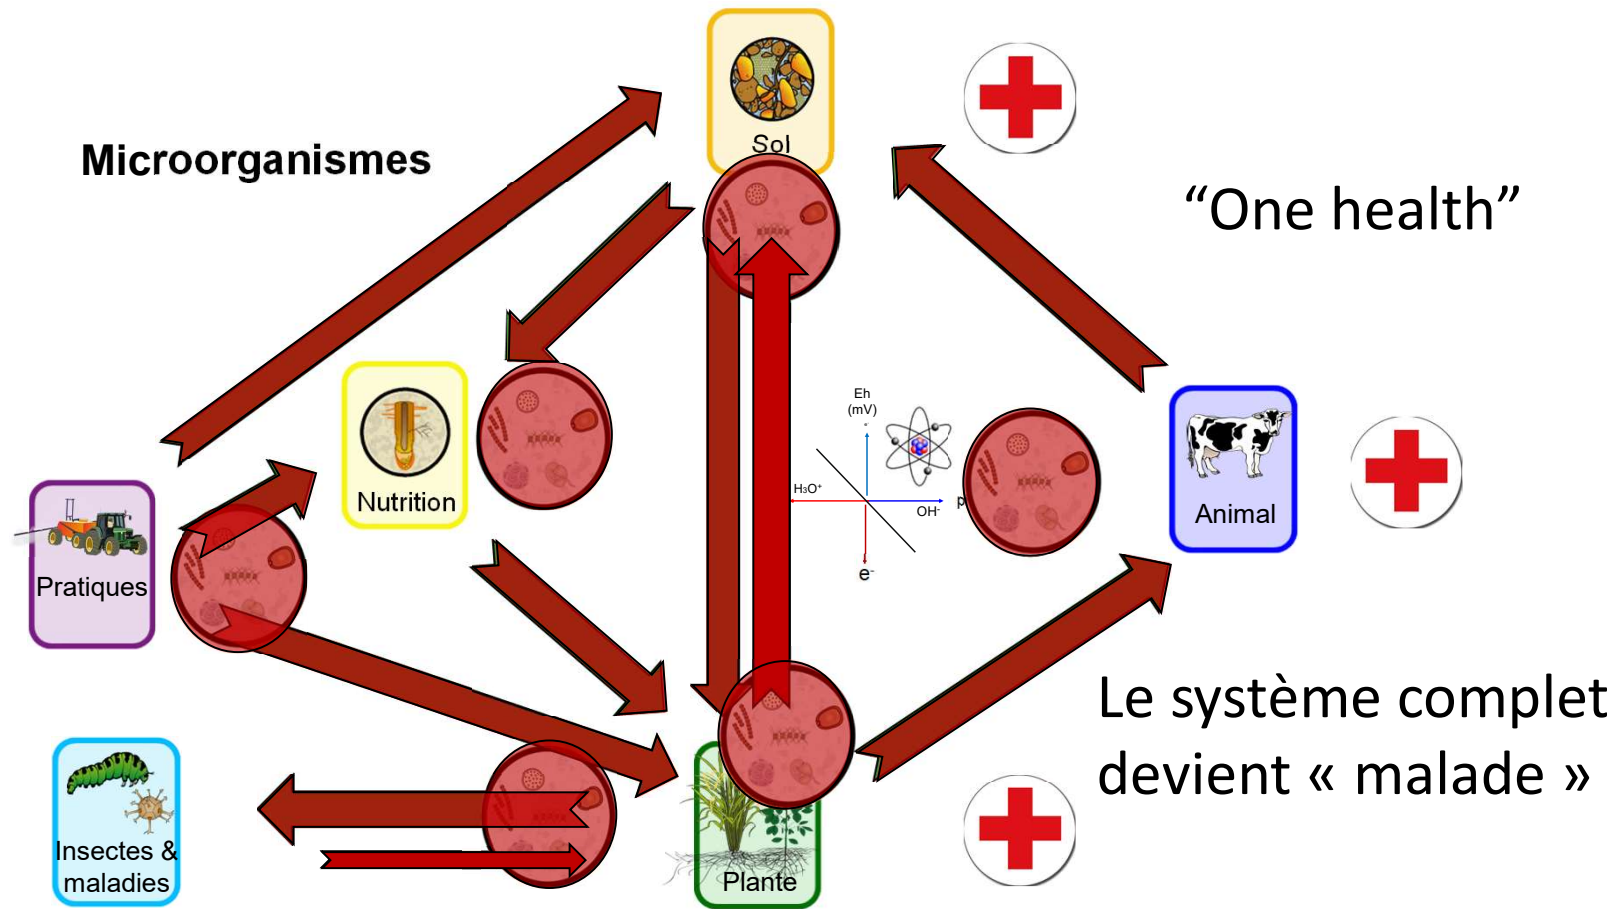 Sol
Microorganismes
“One health”
Eh
(mV)
H₃O⁺
OH⁻
p
e⁻
Nutrition
Animal
Pratiques
Le système complet
devient « malade »
Insectes &
maladies
Plante